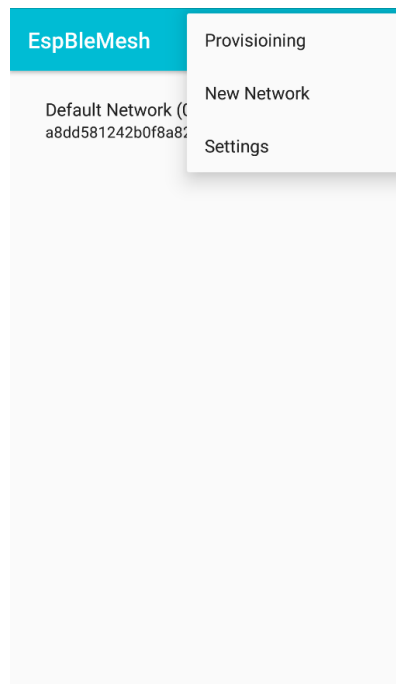 EspBleMesh
Provisioining
New Network
Settings
Default Network (
a8dd581242b0f8a82